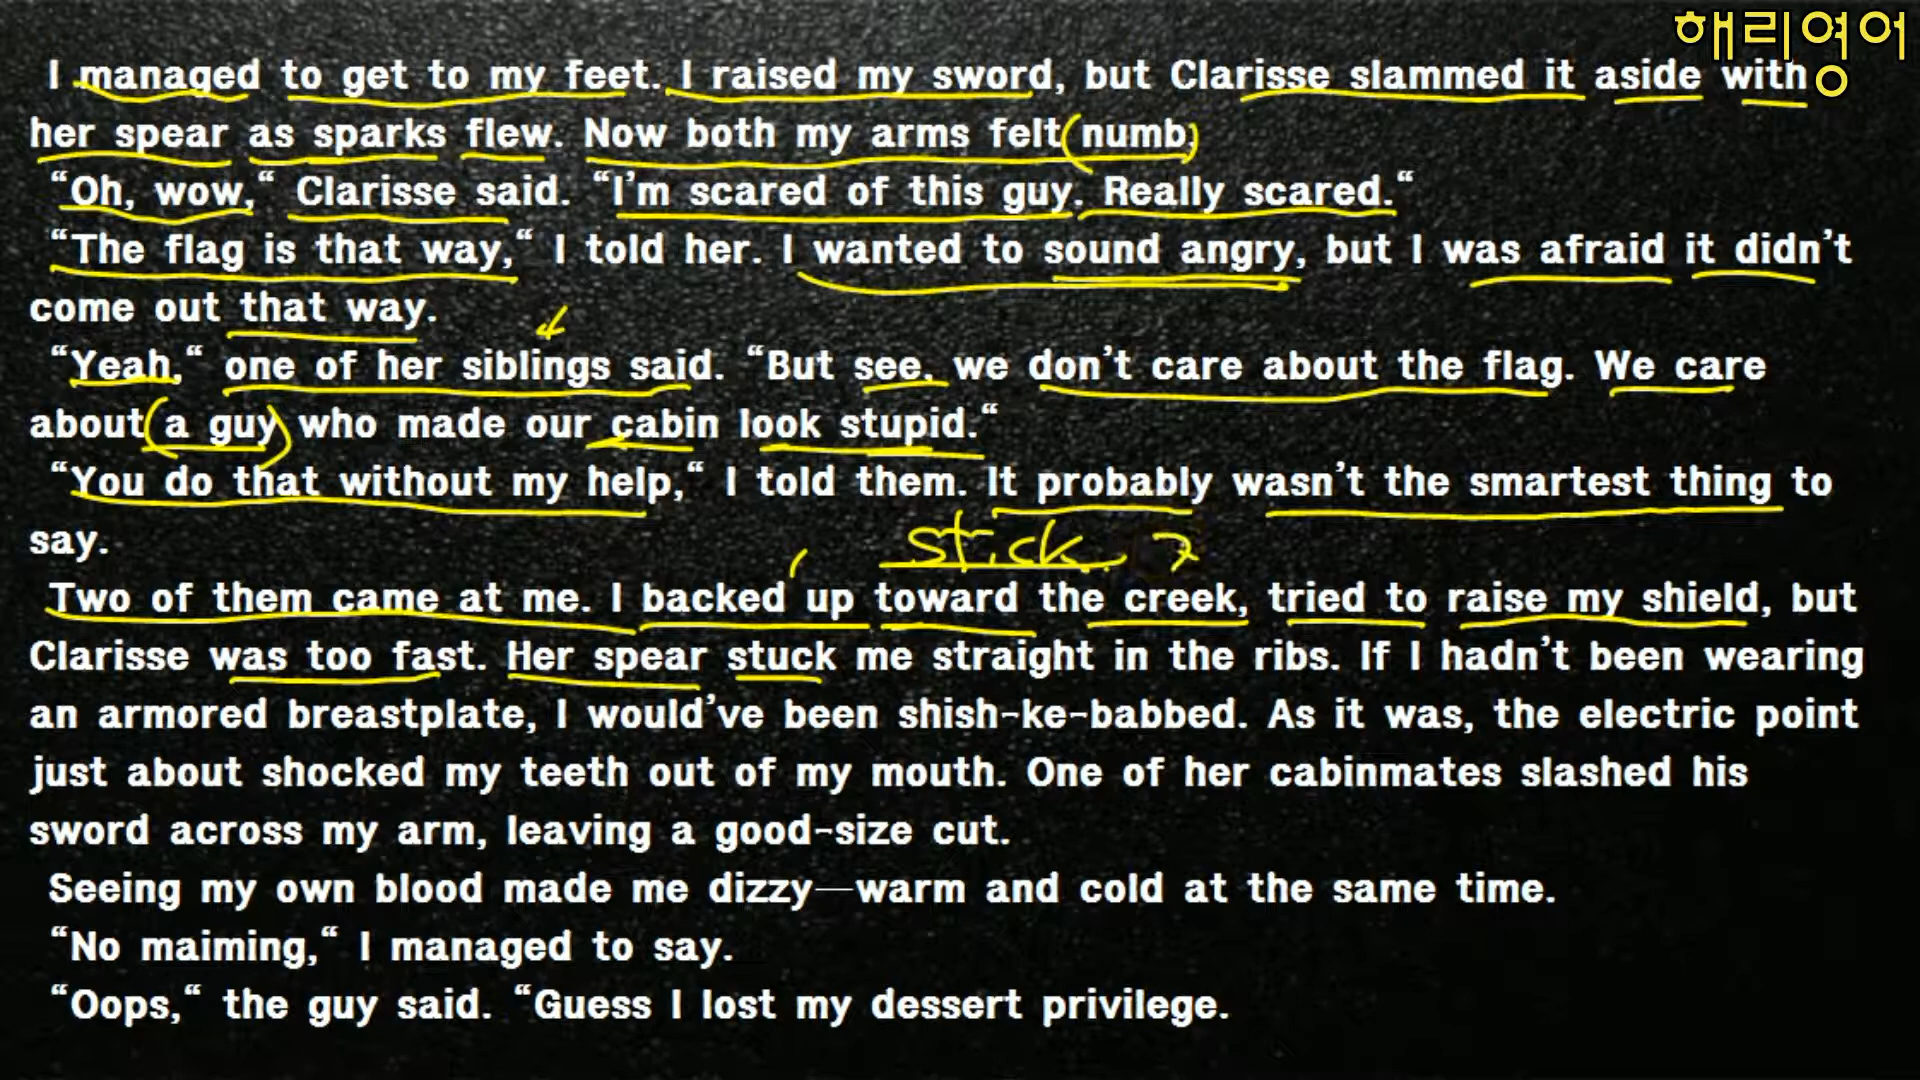 해리영어
I managed to get to my feet. I raised my sword, but Clarisse slammed it aside with
her spear as sparks flew. Now both my arms felt numb.
“Oh, wow,“ Clarisse said. “I’m scared of this guy. Really scared.“
“The flag is that way,“ I told her. I wanted to sound angry, but I was afraid it didn’t
come out that way.
“Yeah,“ one of her siblings said. “But see, we don’t care about the flag. We care
about a guy who made our cabin look stupid.“
“You do that without my help,“ I told them. It probably wasn’t the smartest thing to
say.
stick
Two of them came at me. I backed up toward the creek, tried to raise my shield, but
Clarisse was too fast. Her spear stuck me straight in the ribs. If I hadn’t been wearing
an armored breastplate, I would’ve been shish-ke-babbed. As it was, the electric point
just about shocked my teeth out of my mouth. One of her cabinmates slashed his
sword across my arm, leaving a good-size cut.
Seeing my own blood made me dizzy—warm and cold at the same time.
“No maiming,“ I managed to say.
“Oops,“ the guy said. “Guess I lost my dessert privilege.